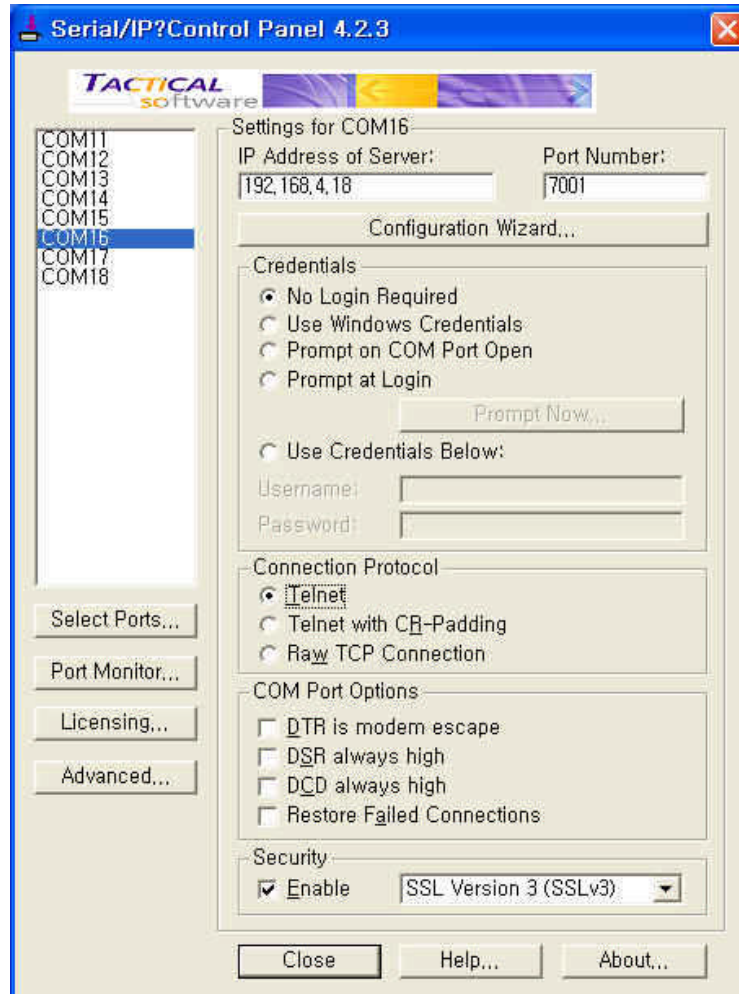 Serial/IP?Control Panel 4.2.3
TACTICAL
software
COM11
COM12
COM13
COM14
COM15
COM16
COM17
COM18
Select Ports...
Port Monitor...
Licensing...
Advanced...
Settings for COM16
IP Address of Server: Port Number:
192.168.4.18 7001
Configuration Wizard...
Credentials
No Login Required
Use Windows Credentials
Prompt on COM Port Open
Prompt at Login
Prompt Now...
Use Credentials Below:
Username:
Password:
Connection Protocol
Telnet
Telnet with CR-Padding
Raw TCP Connection
COM Port Options
DTR is modem escape
DSR always high
DCD always high
Restore Failed Connections
Security
Enable SSL Version 3 (SSLv3)
Close Help... About...